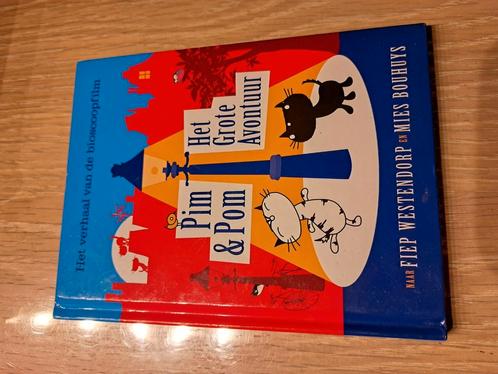 Het verhaal van de bioscoopfilm
Pim
& Pom
Het
Grote
Avontuur
NAAR FIEP WESTENDORP EN MIES BOUHUYS